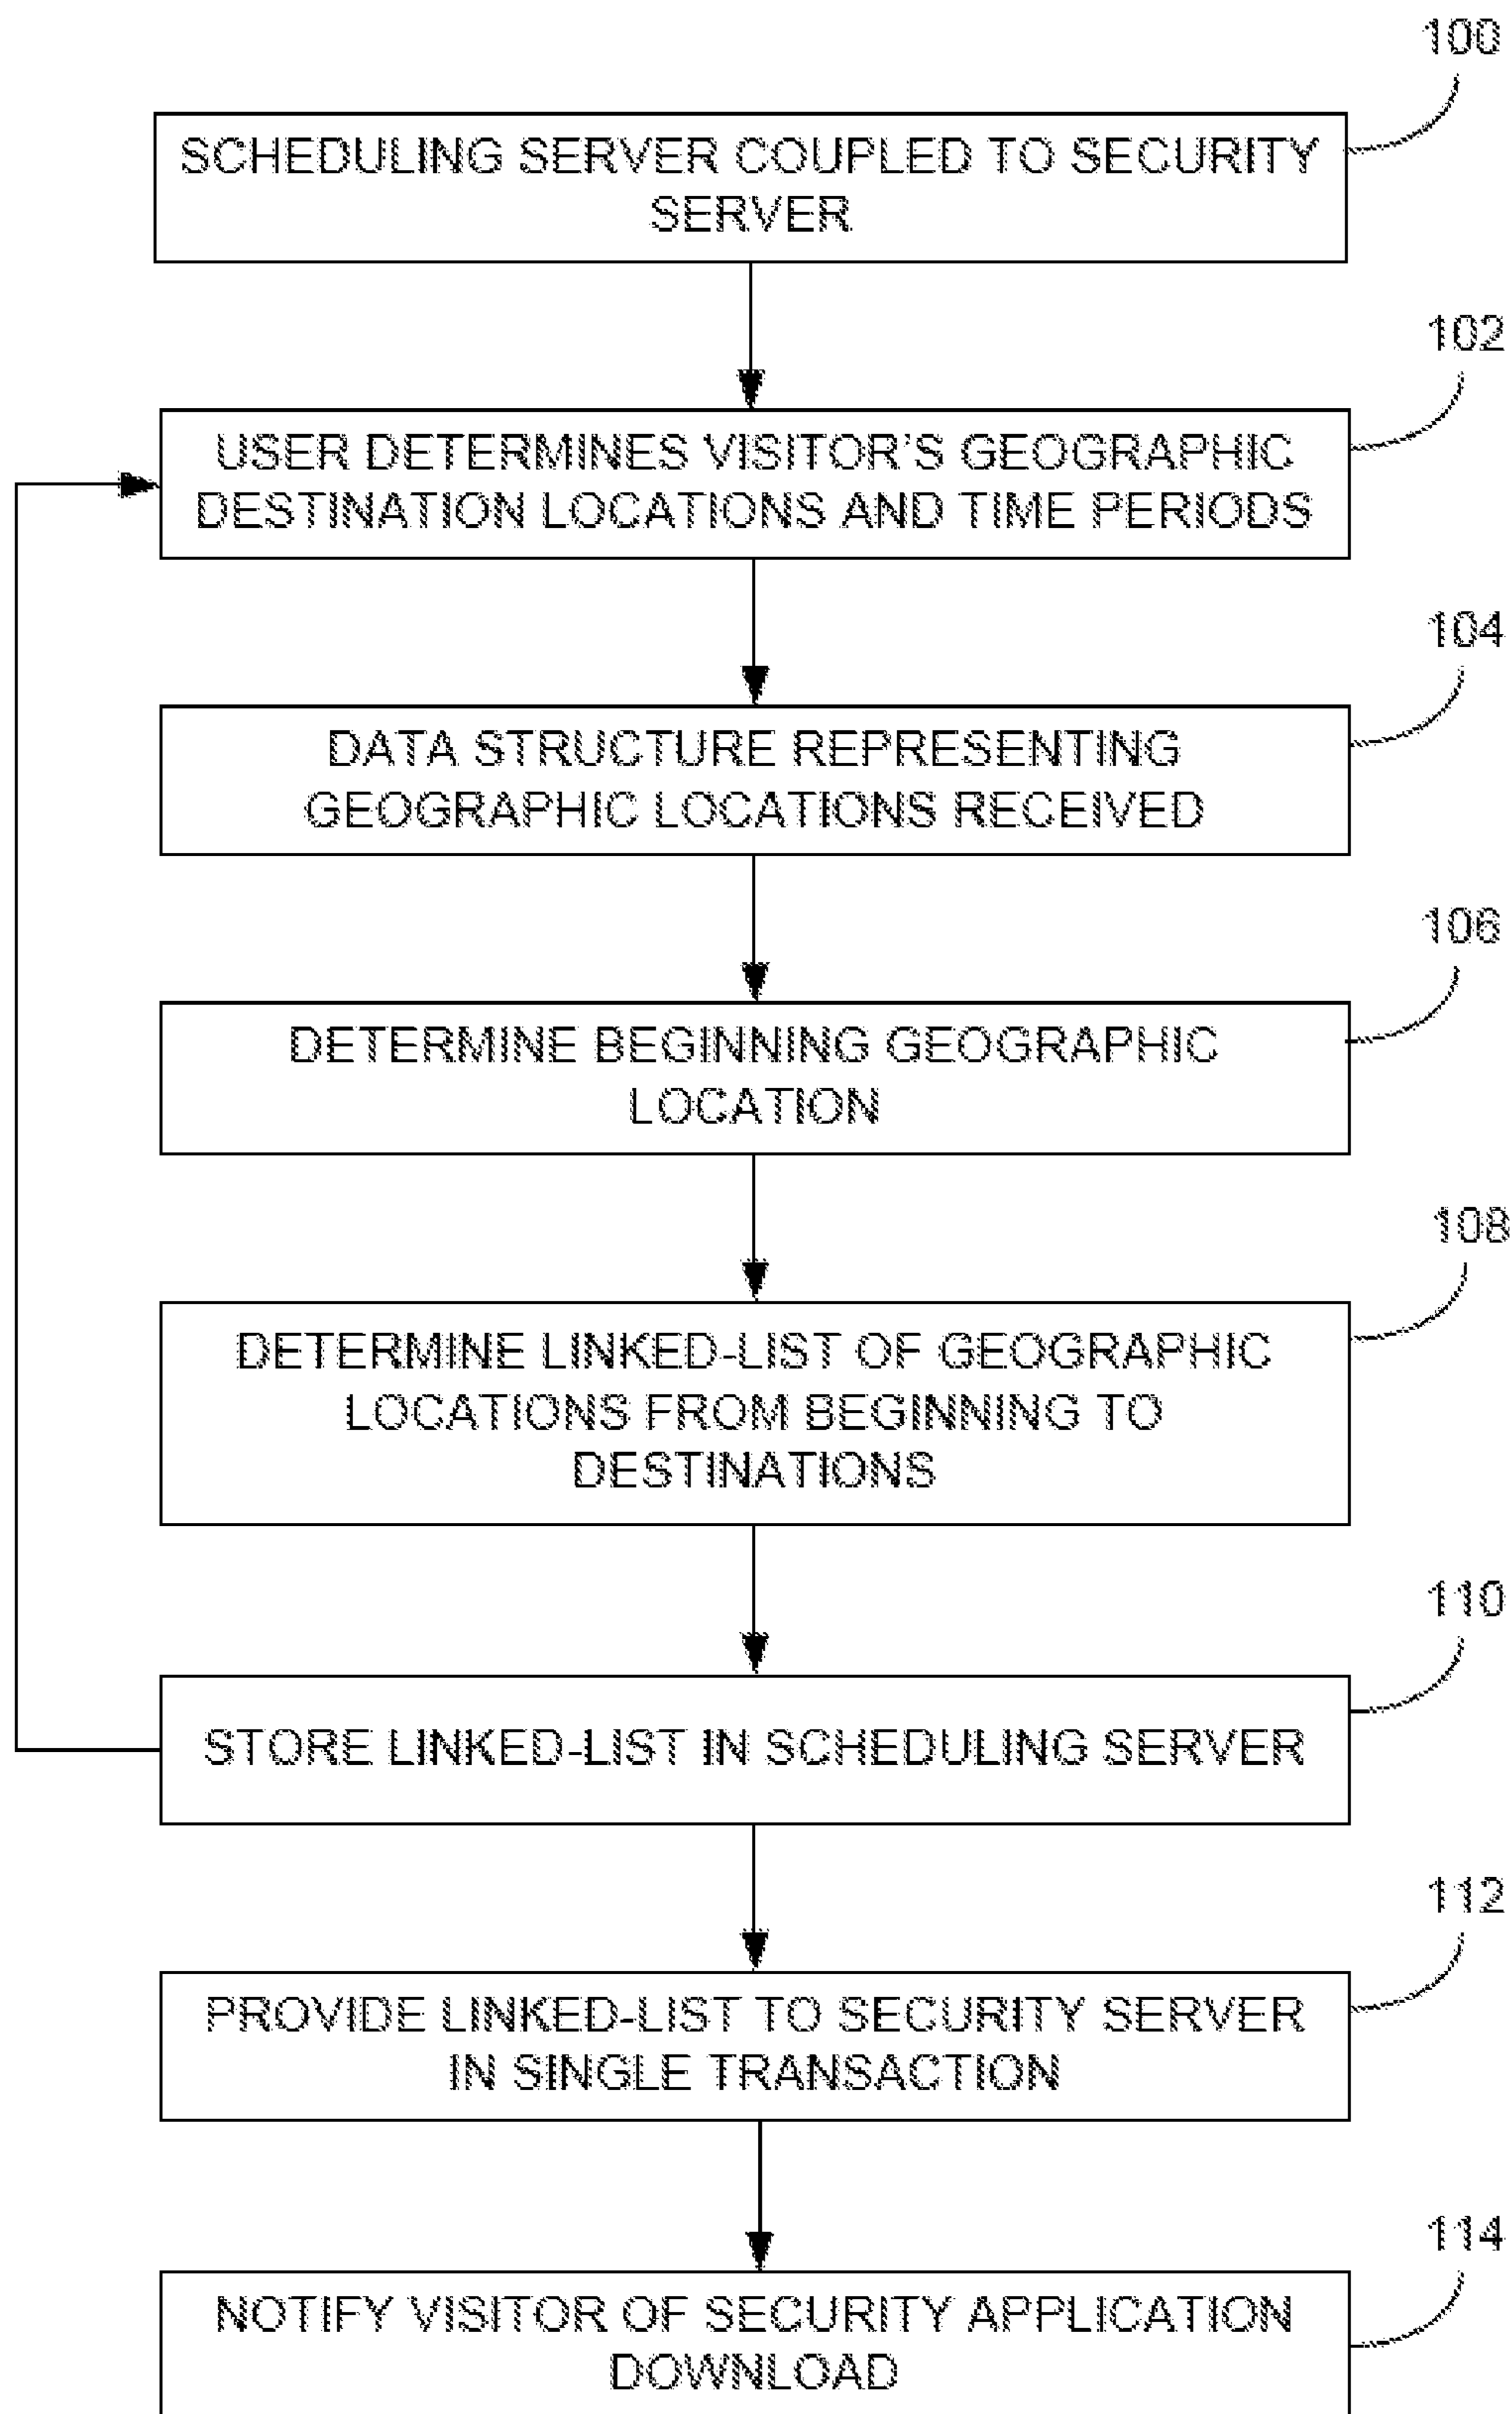 100
SCHEDULING SERVER COUPLED TO SECURITY
SERVER
102
USER DETERMINES VISITOR'S GEOGRAPHIC
DESTINATION LOCATIONS AND TIME PERIODS
104
DATA STRUCTURE REPRESENTING
GEOGRAPHIC LOCATIONS RECEIVED
106
DETERMINE BEGINNING GEOGRAPHIC
LOCATION
108
DETERMINE LINKED-LIST OF GEOGRAPHIC
LOCATIONS FROM BEGINNING TO
DESTINATIONS
110
STORE LINKED-LIST IN SCHEDULING SERVER
112
PROVIDE LINKED-LIST TO SECURITY SERVER
IN SINGLE TRANSACTION
114
NOTIFY VISITOR OF SECURITY APPLICATION
DOWNLOAD